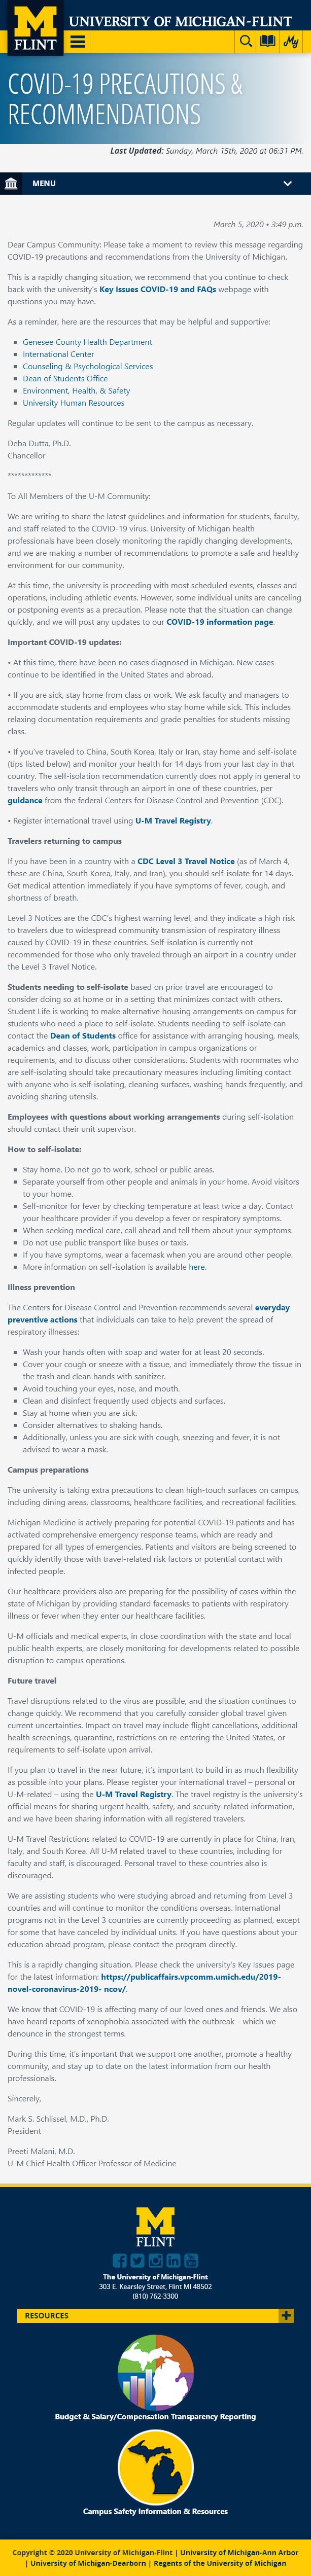 M
FLINT
UNIVERSITY OF MICHIGAN-FLINT
My
COVID-19 PRECAUTIONS &
RECOMMENDATIONS
Last Updated: Sunday, March 15th, 2020 at 06:31 PM.
MENU
March 5, 2020 • 3:49 p.m.
Dear Campus Community: Please take a moment to review this message regarding
COVID-19 precautions and recommendations from the University of Michigan.
This is a rapidly changing situation, we recommend that you continue to check
back with the university's Key Issues COVID-19 and FAQs webpage with
questions you may have.
As a reminder, here are the resources that may be helpful and supportive:
Genesee County Health Department
International Center
Counseling & Psychological Services
Dean of Students Office
Environment, Health, & Safety
University Human Resources
Regular updates will continue to be sent to the campus as necessary.
Deba Dutta, Ph.D.
Chancellor
*************
To All Members of the U-M Community:
We are writing to share the latest guidelines and information for students, faculty,
and staff related to the COVID-19 virus. University of Michigan health
professionals have been closely monitoring the rapidly changing developments,
and we are making a number of recommendations to promote a safe and healthy
environment for our community.
At this time, the university is proceeding with most scheduled events, classes and
operations, including athletic events. However, some individual units are canceling
or postponing events as a precaution. Please note that the situation can change
quickly, and we will post any updates to our COVID-19 information page.
Important COVID-19 updates:
• At this time, there have been no cases diagnosed in Michigan. New cases
continue to be identified in the United States and abroad.
• If you are sick, stay home from class or work. We ask faculty and managers to
accommodate students and employees who stay home while sick. This includes
relaxing documentation requirements and grade penalties for students missing
class.
• If you've traveled to China, South Korea, Italy or Iran, stay home and self-isolate
(tips listed below) and monitor health for 14 days from your last day in that
country. The self-isolation recommendation currently does not apply in general to
travelers who only transit through an airport in one of these countries, per
guidance from the federal Centers for Disease Control and Prevention (CDC).
• Register international travel using U-M Travel Registry.
Travelers returning to campus
If you have been in a country with a CDC Level 3 Travel Notice (as of March 4,
these are China, South Korea, Italy, and Iran), you should self-isolate for 14 days.
Get medical attention immediately if you have symptoms of fever, cough, and
shortness of breath.
Level 3 Notices are the CDC's highest warning level, and they indicate a high risk
to travelers due to widespread community transmission of respiratory illness
caused by COVID-19 in these countries. Self-isolation is currently not
recommended for those who only traveled through an airport in a country under
the Level 3 Travel Notice.
Students needing to self-isolate based on prior travel are encouraged to
consider doing so at home or in a setting that minimizes contact with others.
Student Life is working to make alternative housing arrangements on campus for
students who need a place to self-isolate. Students needing to self-isolate can
contact the Dean of Students office for assistance with arranging housing, meals,
academics and classes, work, participation in campus organizations or
requirements, and to discuss other considerations. Students with roommates who
are self-isolating should take precautionary measures including limiting contact
with anyone who is self-isolating, cleaning surfaces, washing hands frequently, and
avoiding sharing utensils.
Employees with questions about working arrangements during self-isolation
should contact their unit supervisor.
How to self-isolate:
Stay home. Do not go to work, school or public areas.
Separate yourself from other people and animals in your home. Avoid visitors
to your home.
Self-monitor for fever by checking temperature at least twice a day. Contact
your healthcare provider if you develop a fever or respiratory symptoms.
When seeking medical care, call ahead and tell them about your symptoms.
Do not use public transport like buses or taxis.
If you have symptoms, wear a facemask when you are around other people.
More information on self-isolation is available here.
Illness prevention
The Centers for Disease Control and Prevention recommends several everyday
preventive actions that individuals can take to help prevent the spread of
respiratory illnesses:
Wash your hands often with soap and water for at least 20 seconds.
Cover your cough or sneeze with a tissue, and immediately throw the tissue in
the trash and clean hands with sanitizer.
Avoid touching your eyes, nose, and mouth.
Clean and disinfect frequently used objects and surfaces.
Stay at home when you are sick.
Consider alternatives to shaking hands.
Additionally, unless you are sick with cough, sneezing and fever, it is not
advised to wear a mask.
Campus preparations
The university is taking extra precautions to clean high-touch surfaces on campus,
including dining areas, classrooms, healthcare facilities, and recreational facilities.
Michigan Medicine is actively preparing for potential COVID-19 patients and has
activated comprehensive emergency response teams, which are ready and
prepared for all types of emergencies. Patients and visitors are being screened to
quickly identify those with travel-related risk factors or potential contact with
infected people.
Our healthcare providers also are preparing for the possibility of cases within the
state of Michigan by providing standard facemasks to patients with respiratory
illness or fever when they enter our healthcare facilities.
U-M officials and medical experts, in close coordination with the state and local
public health experts, are closely monitoring for developments related to possible
disruption to campus operations.
Future travel
Travel disruptions related to the virus are possible, and the situation continues to
change quickly. We recommend that you carefully consider global travel given
current uncertainties. Impact on travel may include flight cancellations, additional
health screenings, quarantine, restrictions on re-entering the United States, or
requirements to self-isolate upon arrival.
If you plan to travel in the near future, it's important to build in as much flexibility
as possible into your plans. Please register your international travel – personal or
U-M-related – using the U-M Travel Registry. The travel registry is the university's
official means for sharing urgent health, safety, and security-related information,
and we have been sharing information with all registered travelers.
U-M Travel Restrictions related to COVID-19 are currently in place for China, Iran,
Italy, and South Korea. All U-M related travel to these countries, including for
faculty and staff, is discouraged. Personal travel to these countries also is
discouraged.
We are assisting students who were studying abroad and returning from Level 3
countries and will continue to monitor the conditions overseas. International
programs not in the Level 3 countries are currently proceeding as planned, except
for some that have are canceled by individual units. If you have questions about your
education abroad program, please contact the program directly.
This is a rapidly changing situation. Please check the university's Key Issues page
for the latest information: https://publicaffairs.vpcomm.umich.edu/2019-
novel-coronavirus-2019- ncov/.
We know that COVID-19 is affecting many of our loved ones and friends. We also
have heard reports of xenophobia associated with the outbreak – which we
denounce in the strongest terms.
During this time, it's important that we support one another, promote a healthy
community, and stay up to date on the latest information from our health
professionals.
Sincerely,
Mark S. Schlissel, M.D., Ph.D.
President
Preeti Malani, M.D.
U-M Chief Health Officer Professor of Medicine
M
FLINT
The University of Michigan-Flint
303 E. Kearsley Street, Flint MI 48502
(810) 762-3300
RESOURCES
Budget & Salary/Compensation Transparency Reporting
Campus Safety Information & Resources
Copyright © 2020 University of Michigan-Flint | University of Michigan-Ann Arbor
| University of Michigan-Dearborn | Regents of the University of Michigan